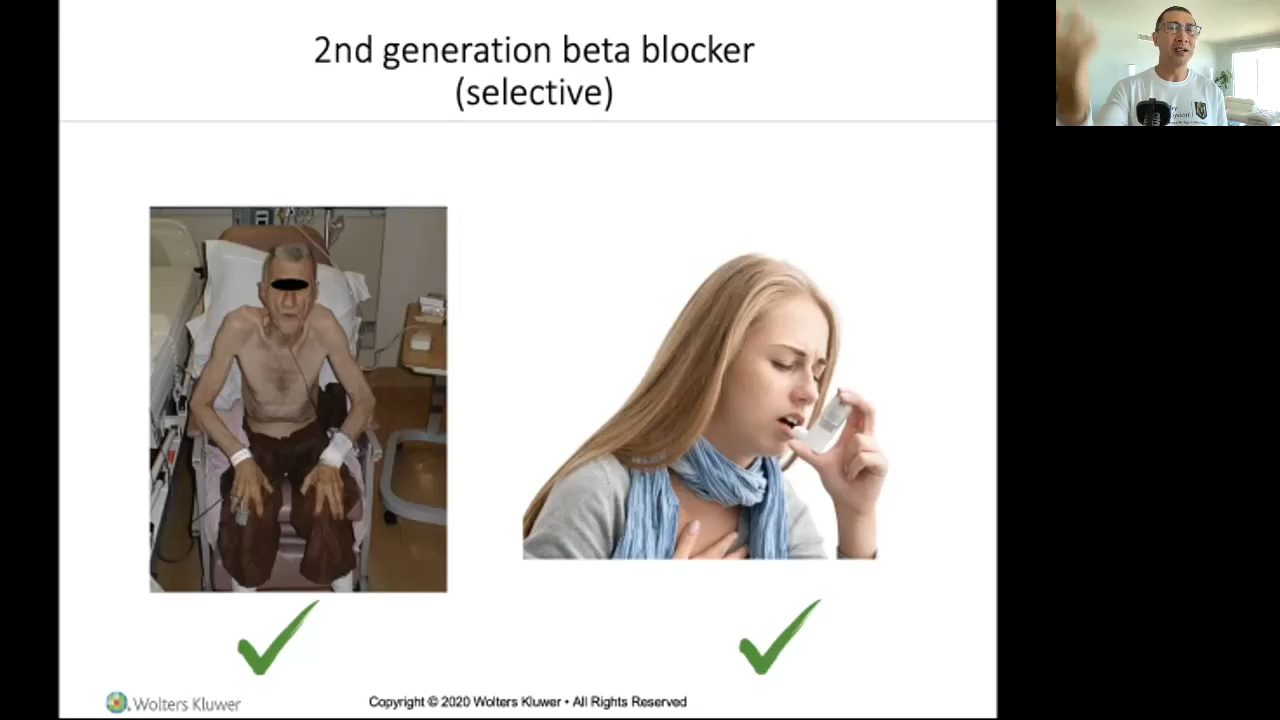 2nd generation beta blocker
(selective)
Wolters Kluwer
Copyright © 2020 Wolters Kluwer • All Rights Reserved